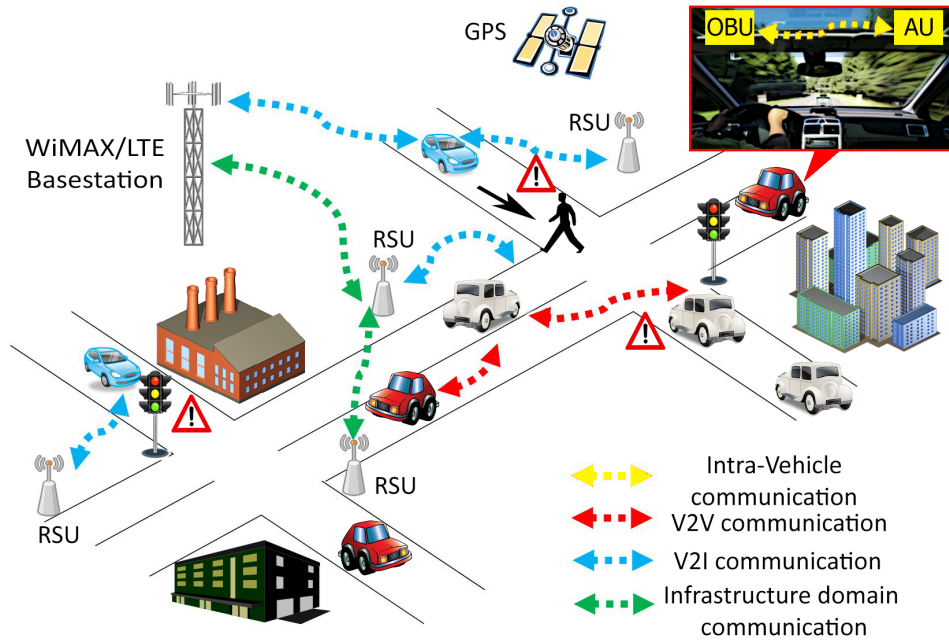 GPS
OBU
AU
WiMAX/LTE
Basestation
RSU
RSU
RSU
RSU
Intra-Vehicle
communication
V2V communication
V2I communication
Infrastructure domain
communication